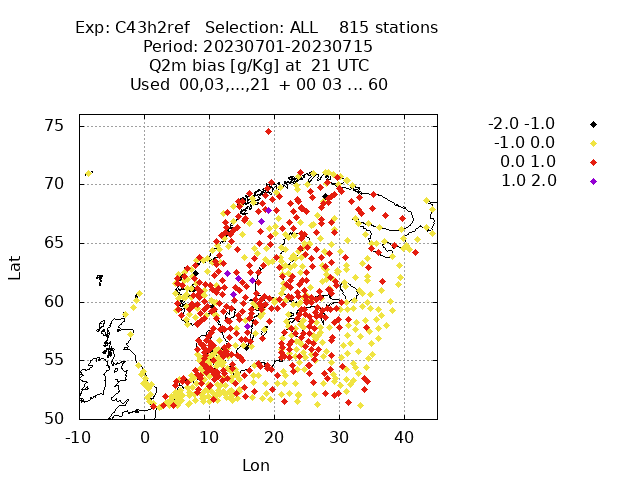 Exp: C43h2ref   Selection: ALL    815 stations
Period: 20230701-20230715
Q2m bias [g/Kg] at  21 UTC
Used  00,03,...,21  + 00 03 ... 60
-2.0 -1.0
-1.0 0.0
0.0 1.0
1.0 2.0
75
70
65
60
55
50
Lat
-10 0 10 20 30 40
Lon